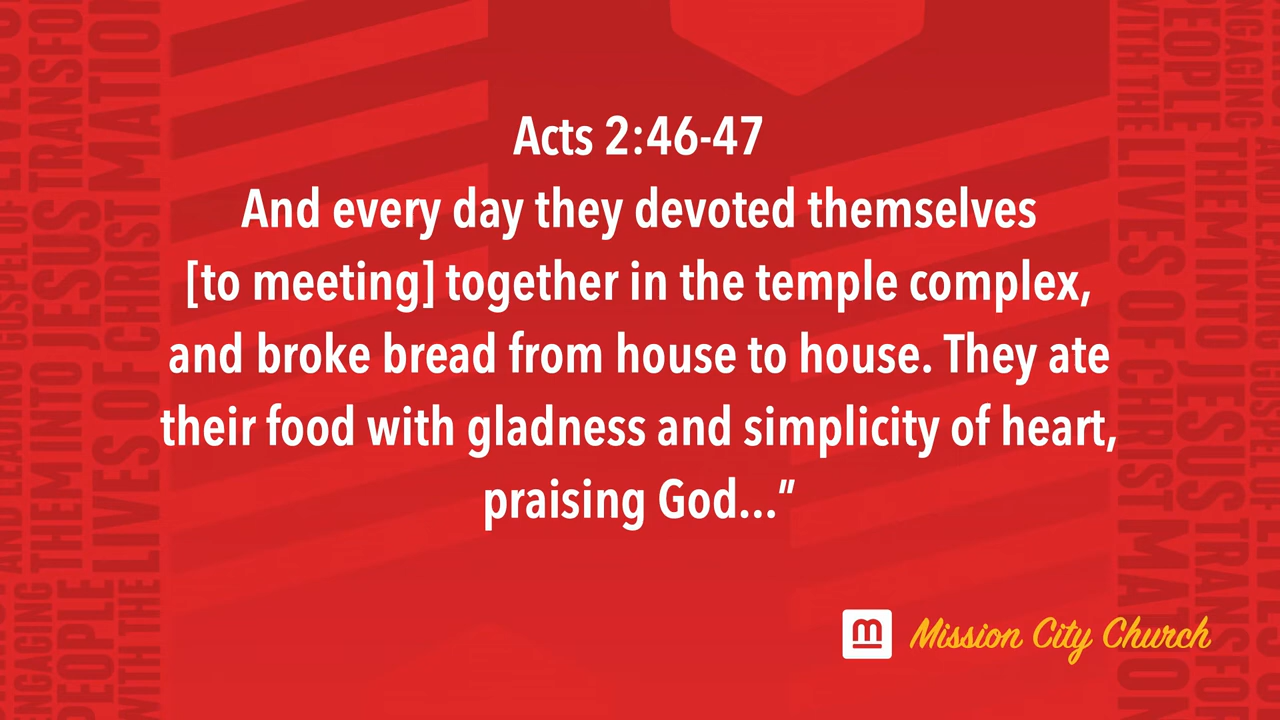 Acts 2:46-47
And every day they devoted themselves
[to meeting] together in the temple complex,
and broke bread from house to house. They ate
their food with gladness and simplicity of heart,
praising God...”
m Mission City Church